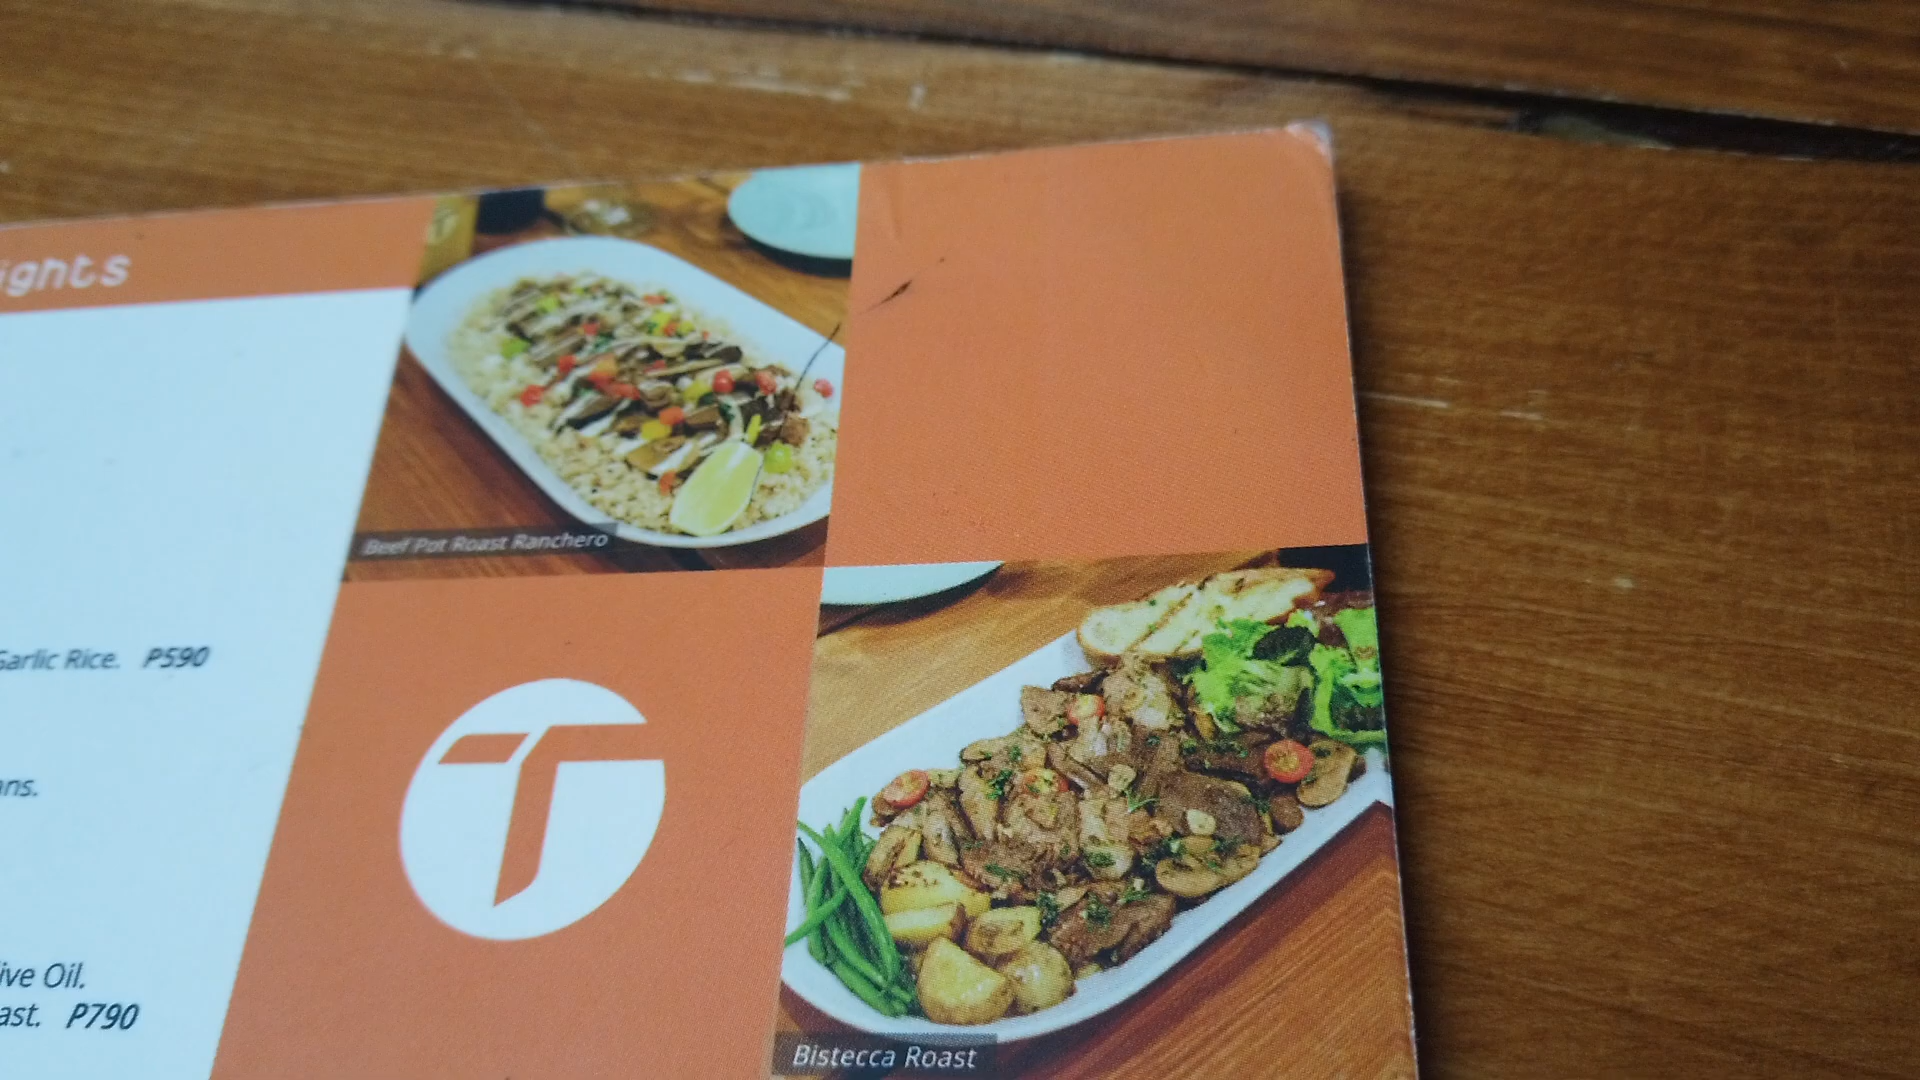 ights
Beef Pot Roast Ranchero
Garlic Rice. P590
ans.
T
ive Oil.
ast. P790
Bistecca Roast